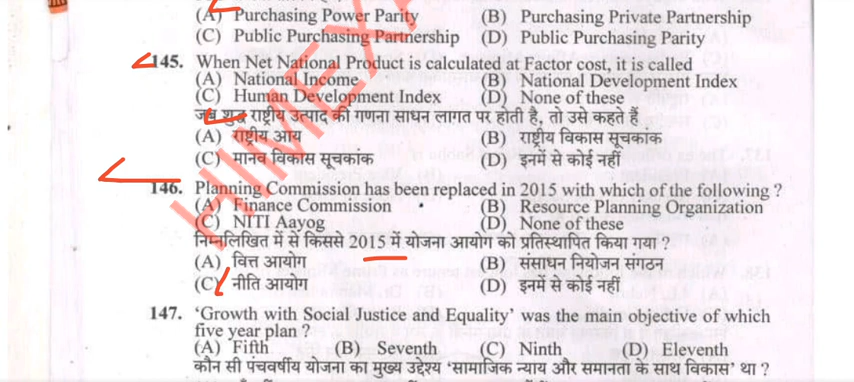 (A) Purchasing Power Parity (B) Purchasing Private Partnership
(C) Public Purchasing Partnership (D) Public Purchasing Parity
145. When Net National Product is calculated at Factor cost, it is called
(A) National Income (B) National Development Index
(C) Human Development Index (D) None of these
जब शुद्ध राष्ट्रीय उत्पाद की गणना साधन लागत पर होती है, तो उसे कहते हैं
(A) राष्ट्रीय आय (B) राष्ट्रीय विकास सूचकांक
(C) मानव विकास सूचकांक (D) इनमें से कोई नहीं
146. Planning Commission has been replaced in 2015 with which of the following ?
(A) Finance Commission (B) Resource Planning Organization
(C) NITI Aayog (D) None of these
निम्नलिखित में से किससे 2015 में योजना आयोग को प्रतिस्थापित किया गया ?
(A) वित्त आयोग (B) संसाधन नियोजन संगठन
(C) नीति आयोग (D) इनमें से कोई नहीं
147. ‘Growth with Social Justice and Equality’ was the main objective of which
five year plan ?
(A) Fifth (B) Seventh (C) Ninth (D) Eleventh
कौन सी पंचवर्षीय योजना का मुख्य उद्देश्य ‘सामाजिक न्याय और समानता के साथ विकास’ था ?
HIMEXA